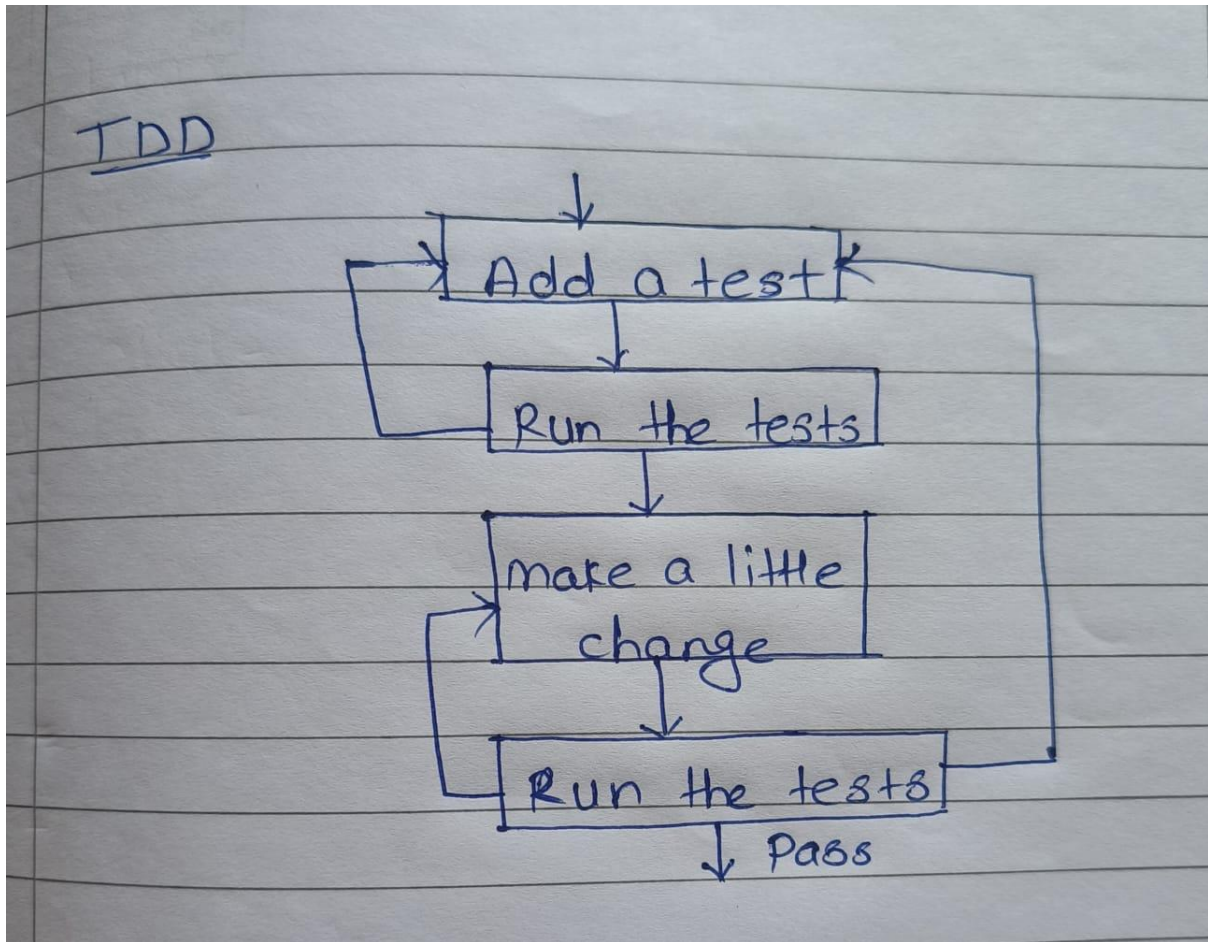 TDD
Add a test
Run the tests
make a little
change
Run the tests
Pass